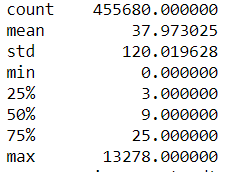 count 455680.000000
mean 37.973025
std 120.019628
min 0.000000
25% 3.000000
50% 9.000000
75% 25.000000
max 13278.000000